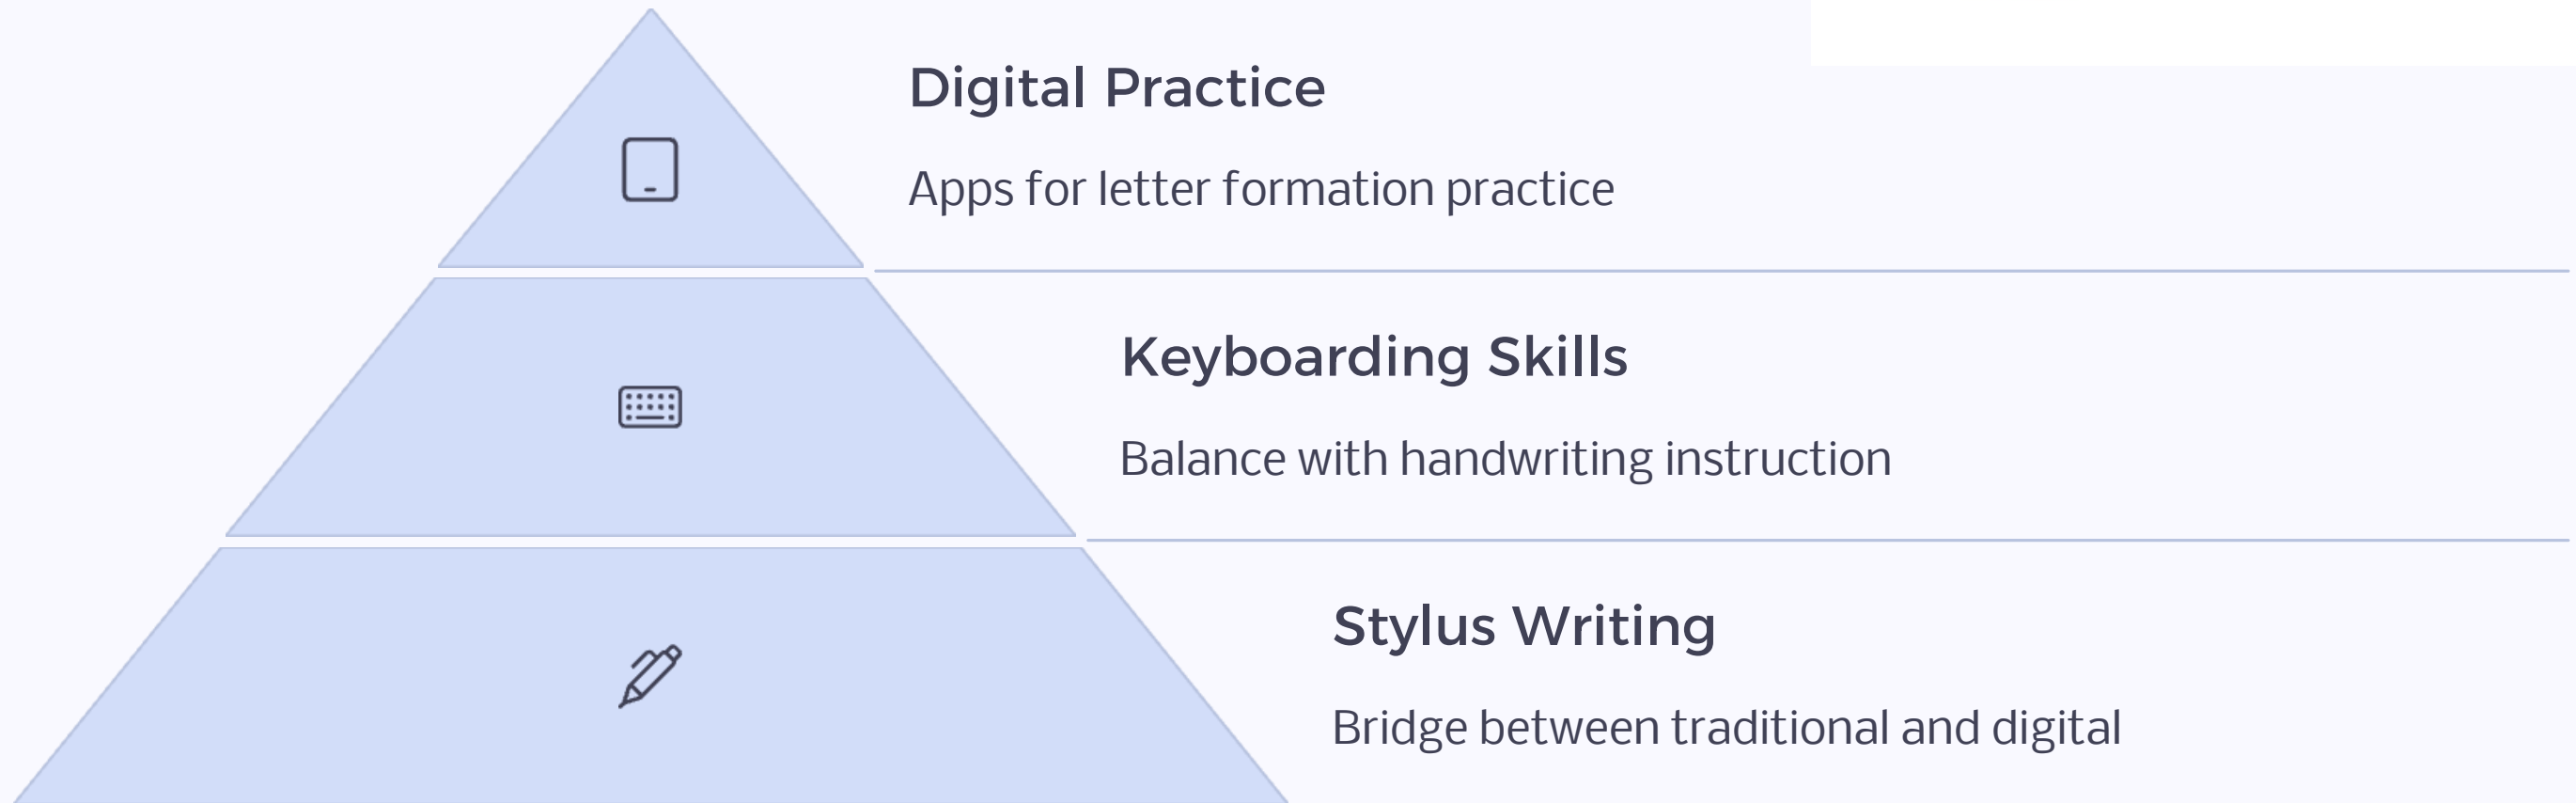 Digital Practice
Apps for letter formation practice
Keyboarding Skills
Balance with handwriting instruction
Stylus Writing
Bridge between traditional and digital